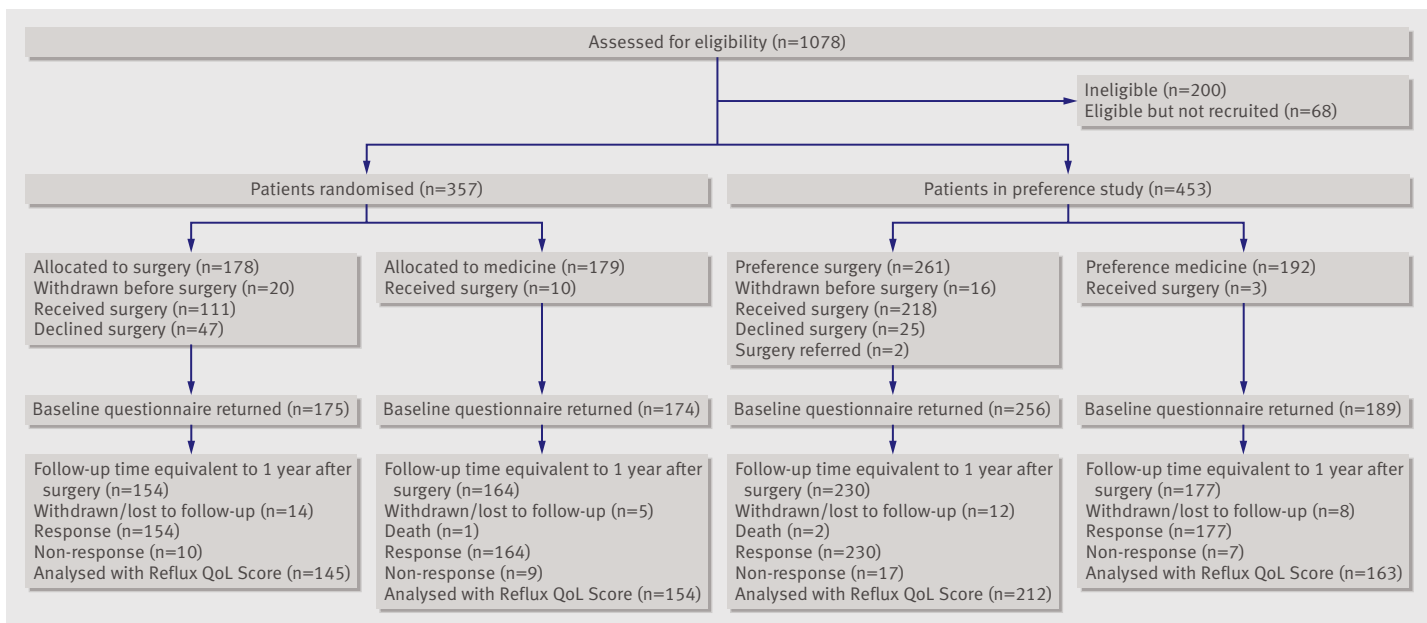 Assessed for eligibility (n=1078)
Ineligible (n=200)
Eligible but not recruited (n=68)
Patients randomised (n=357)
Patients in preference study (n=453)
Allocated to surgery (n=178)
Withdrawn before surgery (n=20)
Received surgery (n=111)
Declined surgery (n=47)
Allocated to medicine (n=179)
Received surgery (n=10)
Preference surgery (n=261)
Withdrawn before surgery (n=16)
Received surgery (n=218)
Declined surgery (n=25)
Surgery referred (n=2)
Preference medicine (n=192)
Received surgery (n=3)
Baseline questionnaire returned (n=175)
Baseline questionnaire returned (n=174)
Baseline questionnaire returned (n=256)
Baseline questionnaire returned (n=189)
Follow-up time equivalent to 1 year after
surgery (n=154)
Withdrawn/lost to follow-up (n=14)
Response (n=154)
Non-response (n=10)
Analysed with Reflux QoL Score (n=145)
Follow-up time equivalent to 1 year after
surgery (n=164)
Withdrawn/lost to follow-up (n=5)
Death (n=1)
Response (n=164)
Non-response (n=9)
Analysed with Reflux QoL Score (n=154)
Follow-up time equivalent to 1 year after
surgery (n=230)
Withdrawn/lost to follow-up (n=12)
Death (n=2)
Response (n=230)
Non-response (n=17)
Analysed with Reflux QoL Score (n=212)
Follow-up time equivalent to 1 year after
surgery (n=177)
Withdrawn/lost to follow-up (n=8)
Response (n=177)
Non-response (n=7)
Analysed with Reflux QoL Score (n=163)